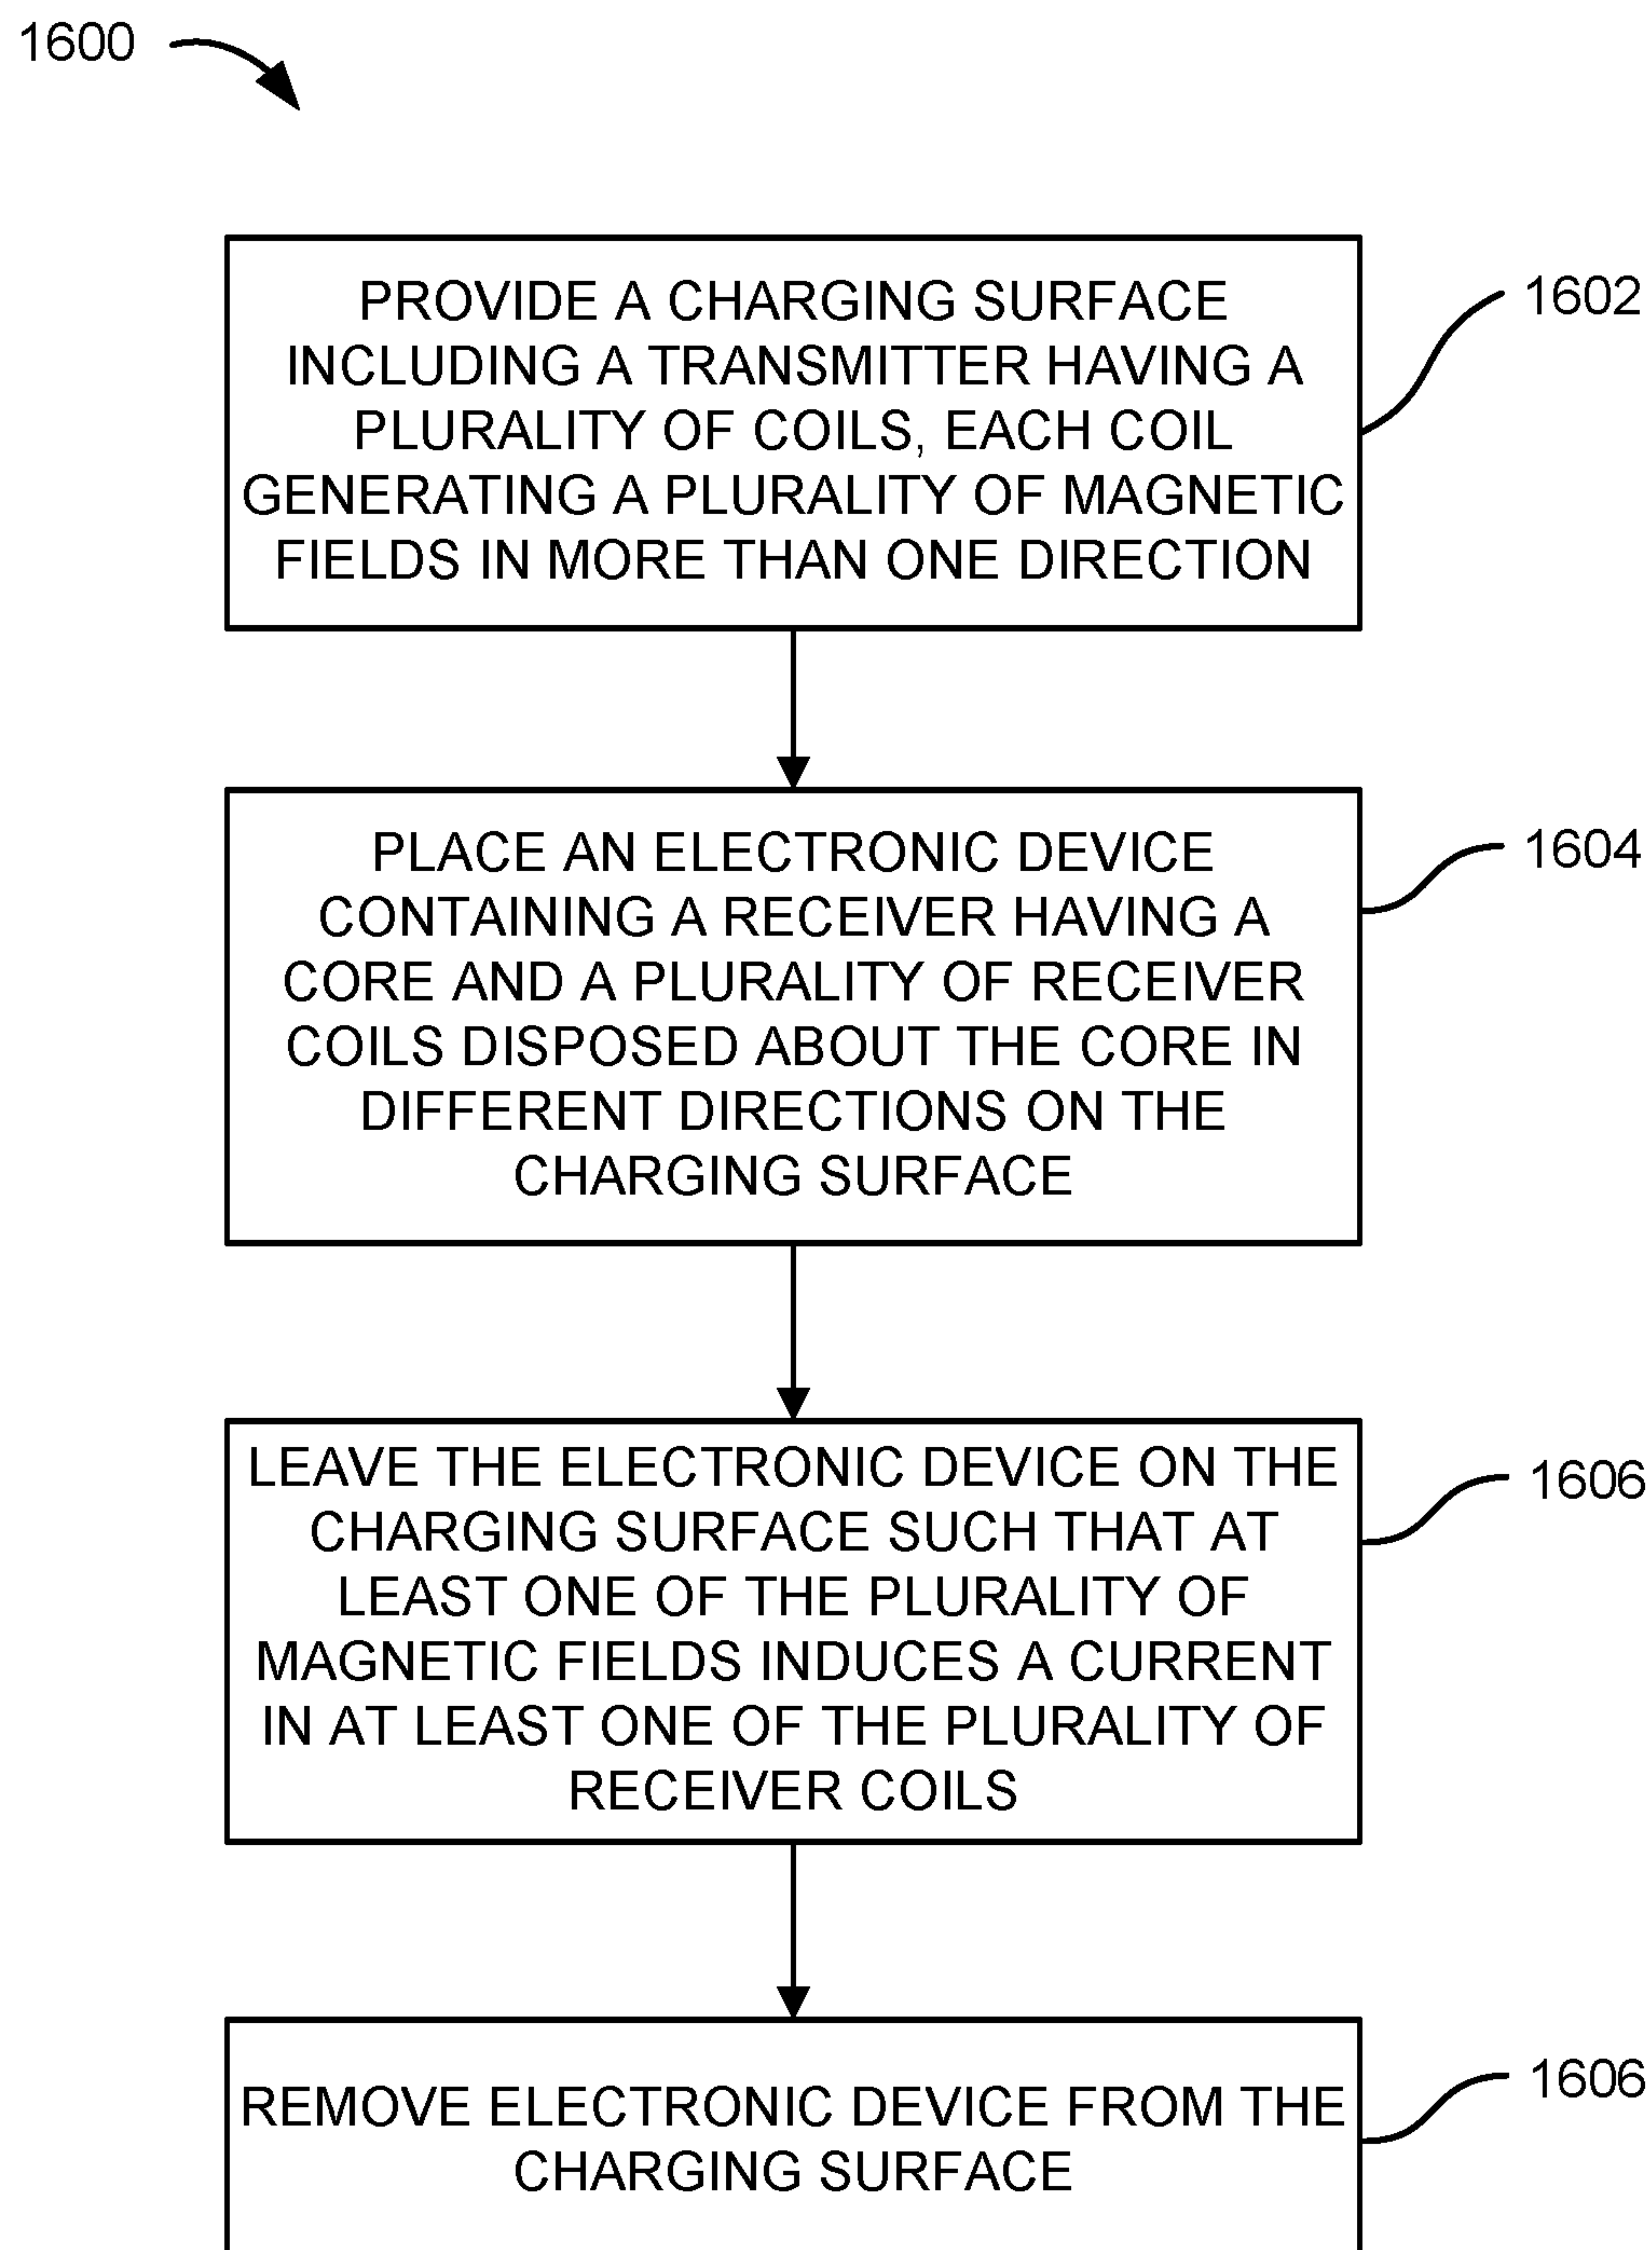 1600
PROVIDE A CHARGING SURFACE
INCLUDING A TRANSMITTER HAVING A
PLURALITY OF COILS, EACH COIL
GENERATING A PLURALITY OF MAGNETIC
FIELDS IN MORE THAN ONE DIRECTION
1602
PLACE AN ELECTRONIC DEVICE
CONTAINING A RECEIVER HAVING A
CORE AND A PLURALITY OF RECEIVER
COILS DISPOSED ABOUT THE CORE IN
DIFFERENT DIRECTIONS ON THE
CHARGING SURFACE
1604
LEAVE THE ELECTRONIC DEVICE ON THE
CHARGING SURFACE SUCH THAT AT
LEAST ONE OF THE PLURALITY OF
MAGNETIC FIELDS INDUCES A CURRENT
IN AT LEAST ONE OF THE PLURALITY OF
RECEIVER COILS
1606
REMOVE ELECTRONIC DEVICE FROM THE
CHARGING SURFACE
1606